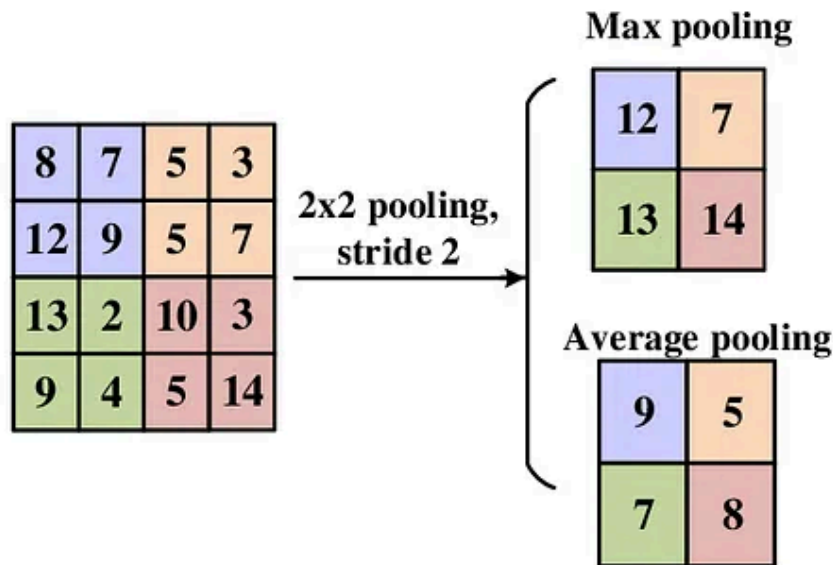 8 7 5 3
12 9 5 7
13 2 10 3
9 4 5 14
2x2 pooling,
stride 2
Max pooling
12 7
13 14
Average pooling
9 5
7 8